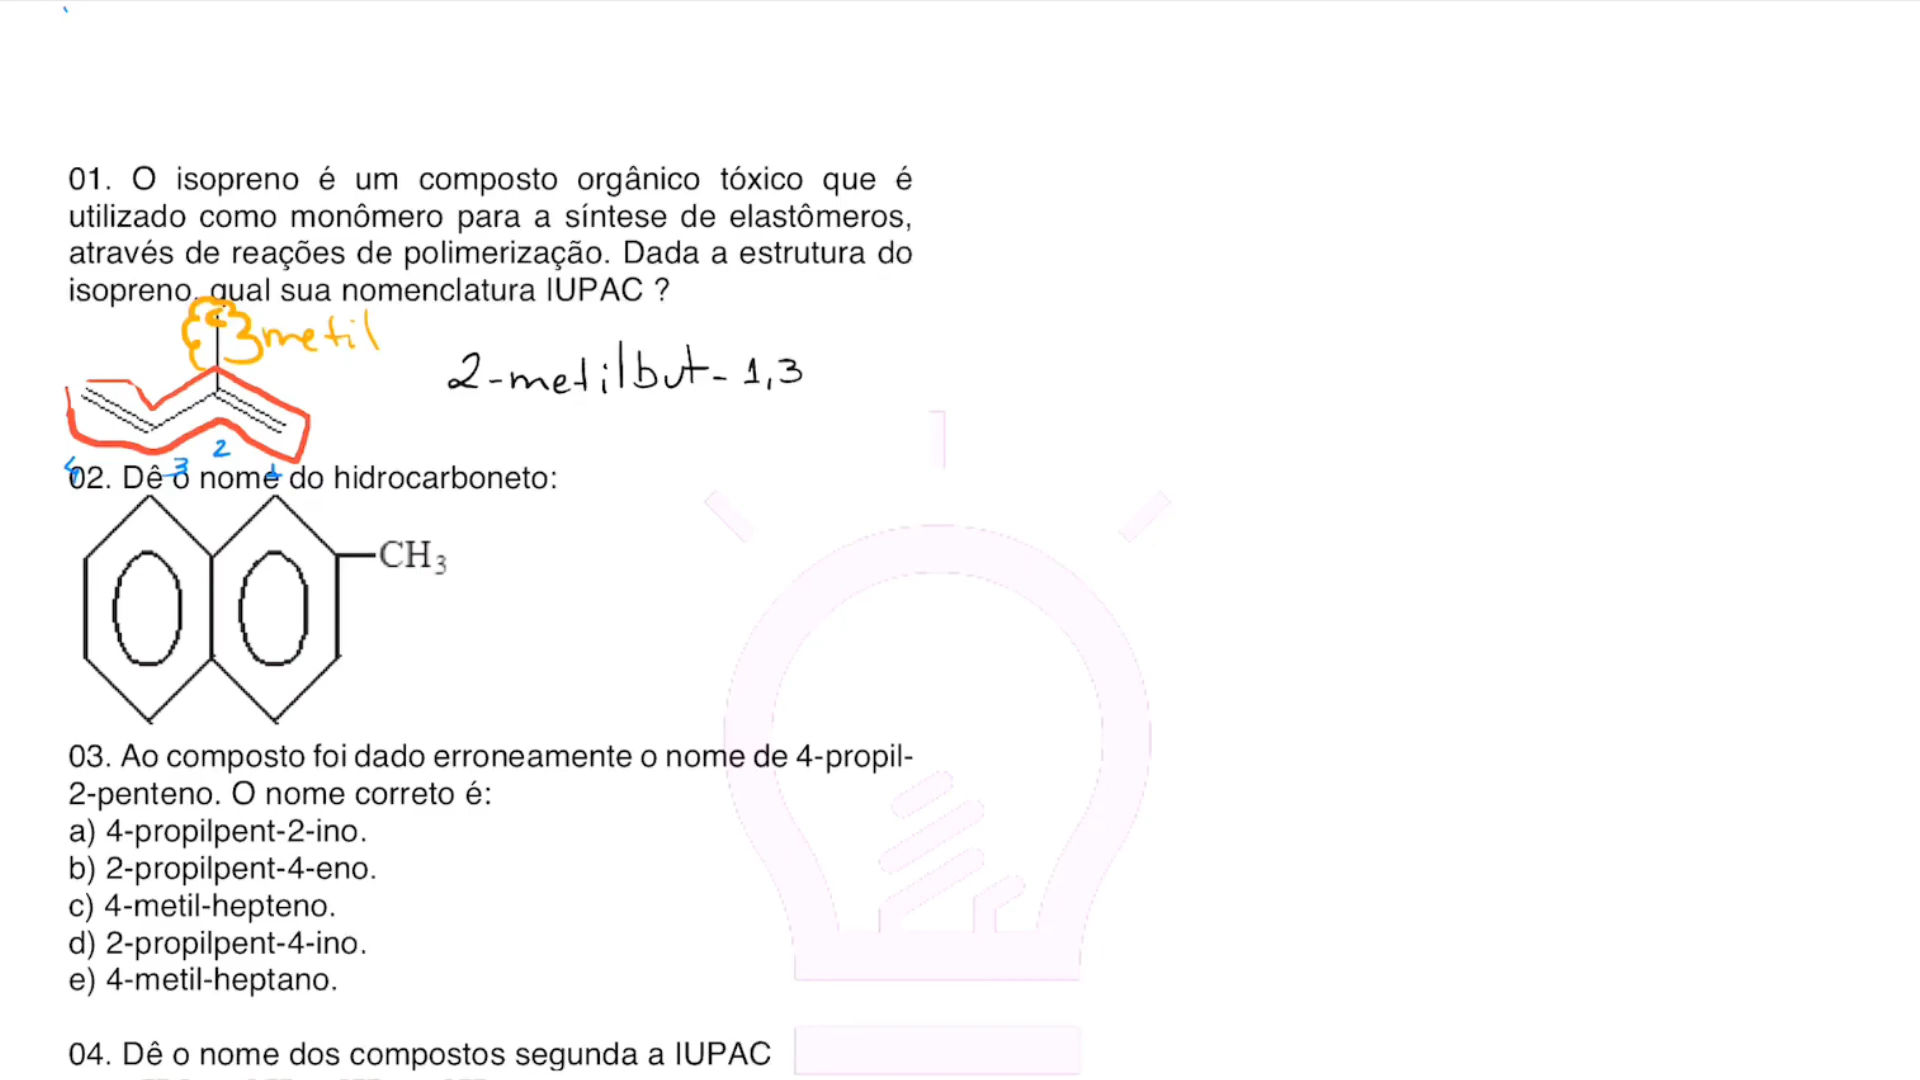 01. O isopreno é um composto orgânico tóxico que é
utilizado como monômero para a síntese de elastômeros,
através de reações de polimerização. Dada a estrutura do
isopreno, qual sua nomenclatura IUPAC ?
metil
2-metilbut-1,3
2
4 3 1
02. Dê o nome do hidrocarboneto:
CH3
03. Ao composto foi dado erroneamente o nome de 4-propil-
2-penteno. O nome correto é:
a) 4-propilpent-2-ino.
b) 2-propilpent-4-eno.
c) 4-metil-hepteno.
d) 2-propilpent-4-ino.
e) 4-metil-heptano.
04. Dê o nome dos compostos segunda a IUPAC